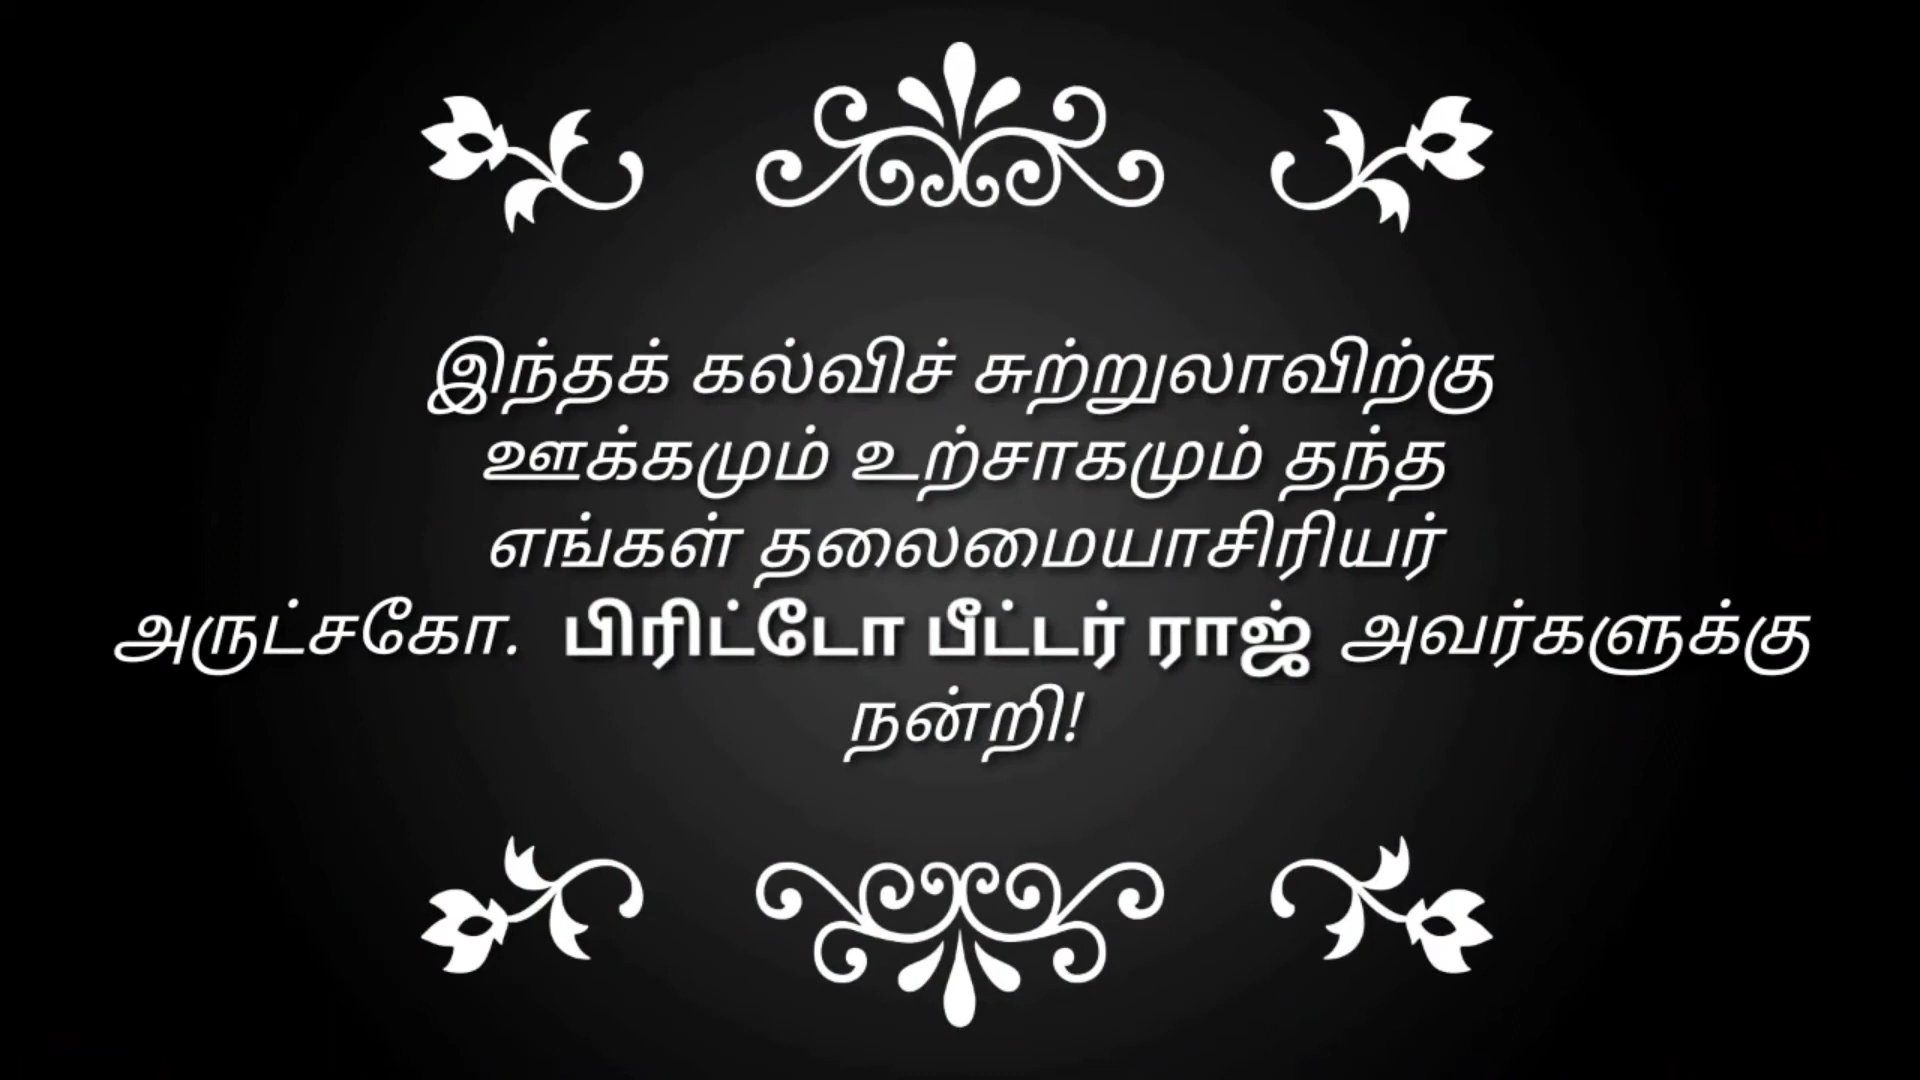 இந்தக் கல்விச் சுற்றுலாவிற்கு
ஊக்கமும் உற்சாகமும் தந்த
எங்கள் தலைமையாசிரியர்
அருட்சகோ. பிரிட்டோ பீட்டர் ராஜ் அவர்களுக்கு
நன்றி!